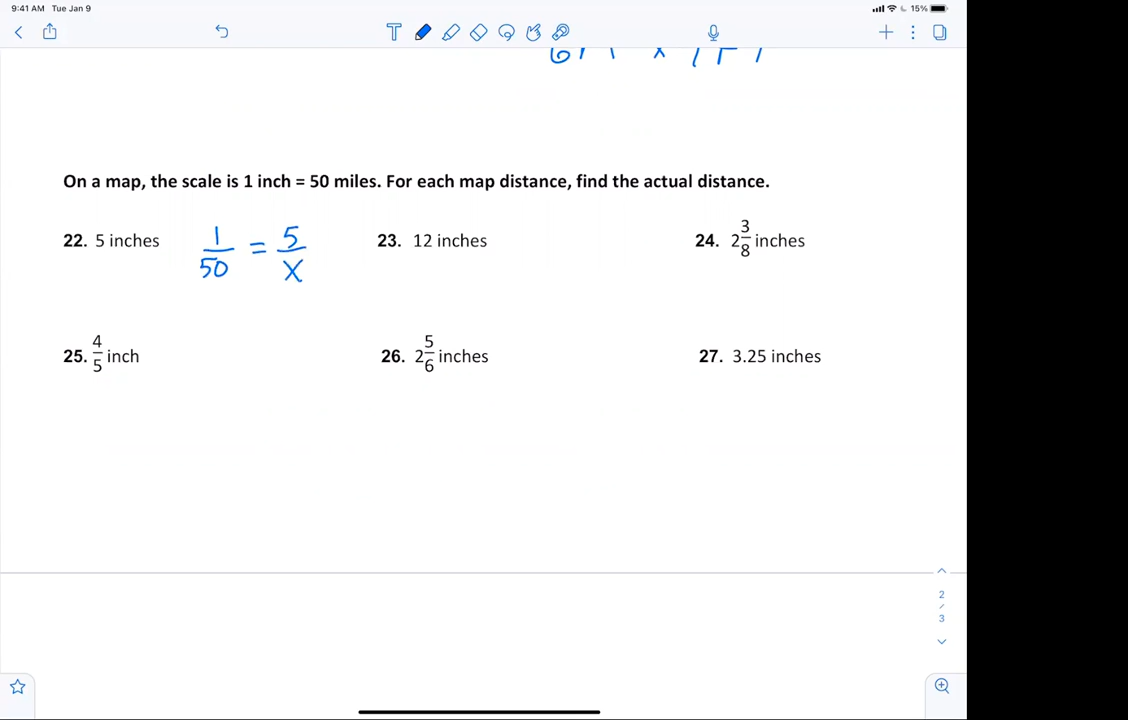 9:41 AM Tue Jan 9
15%
T
On a map, the scale is 1 inch = 50 miles. For each map distance, find the actual distance.
22. 5 inches 1/50 = 5/x 23. 12 inches 24. 2 3/8 inches
25. 4/5 inch 26. 2 5/6 inches 27. 3.25 inches
2
/
3